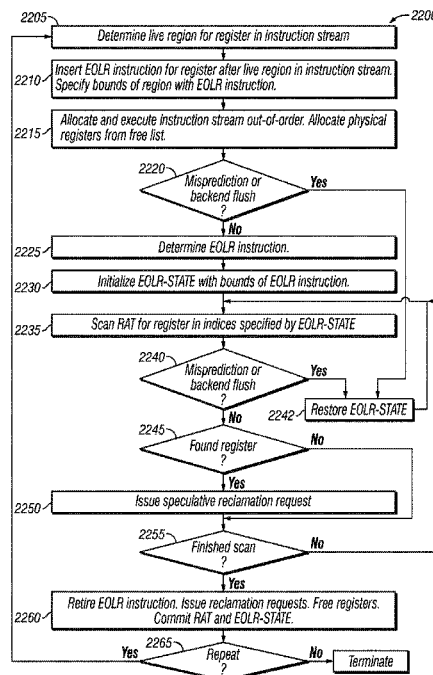 2205
2200
Determine live region for register in instruction stream
2210
Insert EOLR instruction for register after live region in instruction stream.
Specify bounds of region with EOLR instruction.
2215
Allocate and execute instruction stream out-of-order. Allocate physical
registers from free list.
2220
Misprediction or
backend flush
?
Yes
No
2225
Determine EOLR instruction.
2230
Initialize EOLR-STATE with bounds of EOLR instruction.
2235
Scan RAT for register in indices specified by EOLR-STATE
2240
Misprediction or
backend flush
?
Yes
No
2242
Restore EOLR-STATE
2245
Found register
?
No
Yes
2250
Issue speculative reclamation request
2255
Finished scan
?
No
Yes
2260
Retire EOLR instruction. Issue reclamation requests. Free registers.
Commit RAT and EOLR-STATE.
2265
Yes
Repeat
?
No
Terminate